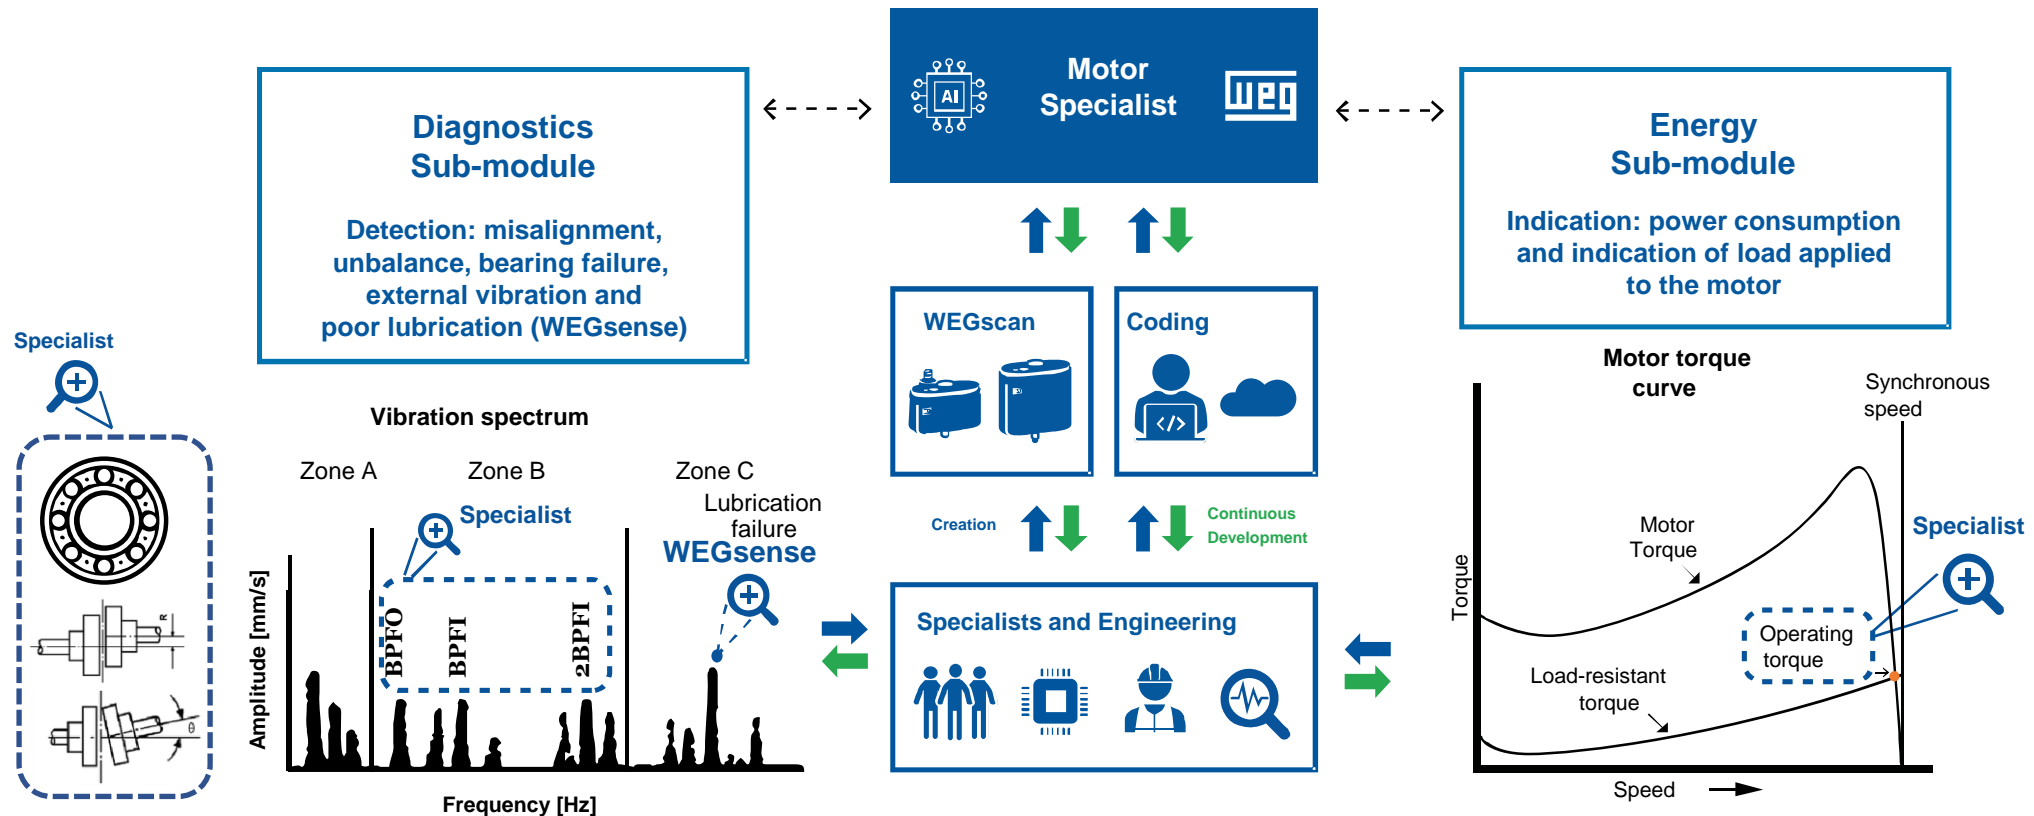 Diagnostics
Sub-module
Detection: misalignment,
unbalance, bearing failure,
external vibration and
poor lubrication (WEGsense)
AI
Motor
Specialist
weg
Energy
Sub-module
Indication: power consumption
and indication of load applied
to the motor
WEGscan
Coding
</>
Creation
Continuous
Development
Specialists and Engineering
Specialist
R
θ
Vibration spectrum
Zone A
Zone B
Zone C
Lubrication
failure
WEGsense
Specialist
BPFO
BPFI
2BPFI
Amplitude [mm/s]
Frequency [Hz]
Motor torque
curve
Synchronous
speed
Motor
Torque
Specialist
Operating
torque
Load-resistant
torque
Torque
Speed